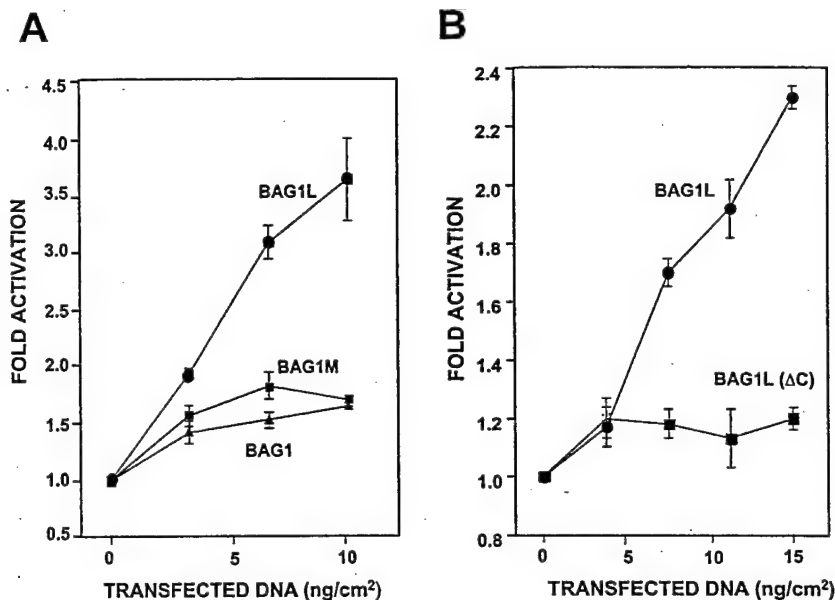 A
FOLD ACTIVATION
4.5
4.0
3.5
3.0
2.5
2.0
1.5
1.0
0.5
BAG1L
BAG1M
BAG1
0
5
10
TRANSFECTED DNA (ng/cm²)
B
FOLD ACTIVATION
2.4
2.2
2.0
1.8
1.6
1.4
1.2
1.0
0.8
BAG1L
BAG1L (ΔC)
0
5
10
15
TRANSFECTED DNA (ng/cm²)